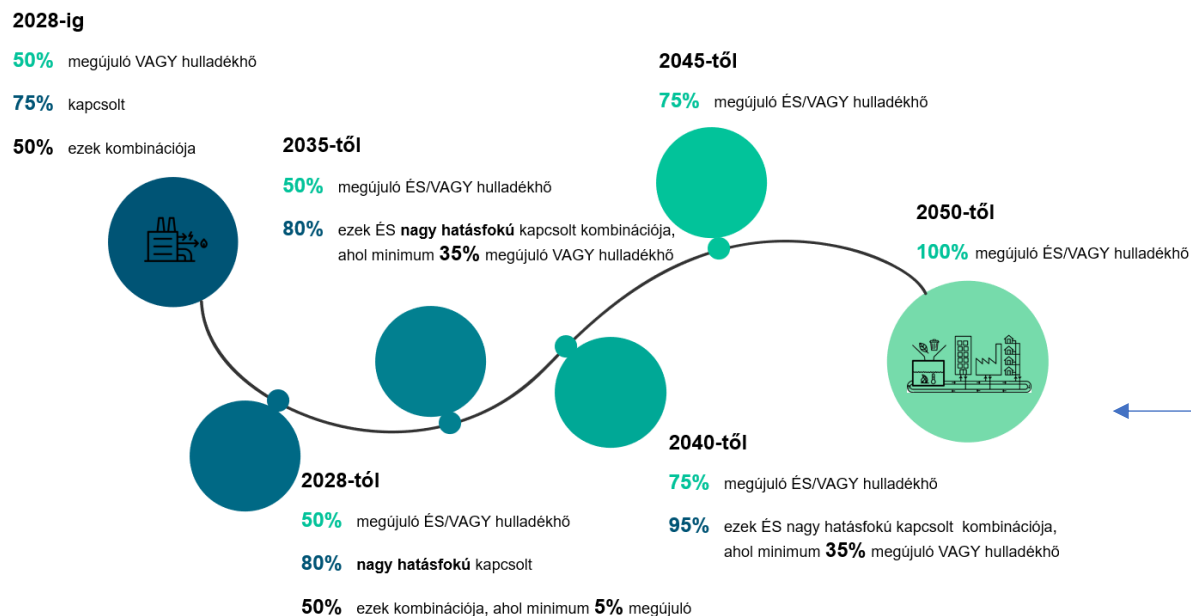 2028-ig
50% megújuló VAGY hulladékhő
75% kapcsolt
50% ezek kombinációja
2028-tól
50% megújuló ÉS/VAGY hulladékhő
80% nagy hatásfokú kapcsolt
50% ezek kombinációja, ahol minimum 5% megújuló
2035-től
50% megújuló ÉS/VAGY hulladékhő
80% ezek ÉS nagy hatásfokú kapcsolt kombinációja,
ahol minimum 35% megújuló VAGY hulladékhő
2040-től
75% megújuló ÉS/VAGY hulladékhő
95% ezek ÉS nagy hatásfokú kapcsolt kombinációja,
ahol minimum 35% megújuló VAGY hulladékhő
2045-től
75% megújuló ÉS/VAGY hulladékhő
2050-től
100% megújuló ÉS/VAGY hulladékhő